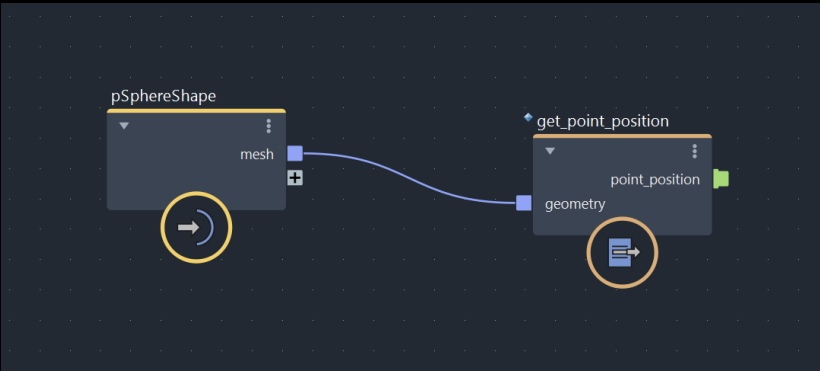 pSphereShape
mesh
get_point_position
point_position
geometry